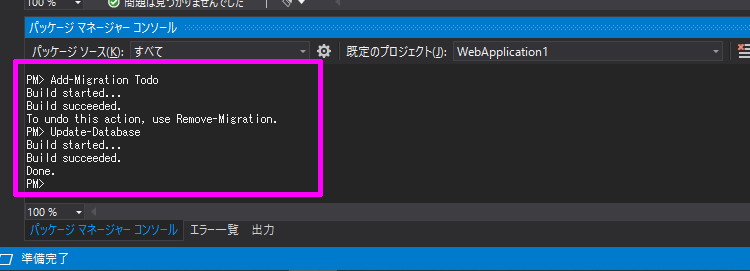 100 % 問題は見つかりませんでした
パッケージ マネージャー コンソール
パッケージ ソース(K): すべて 既定のプロジェクト(J): WebApplication1
PM> Add-Migration Todo
Build started...
Build succeeded.
To undo this action, use Remove-Migration.
PM> Update-Database
Build started...
Build succeeded.
Done.
PM>
100 %
パッケージ マネージャー コンソール エラー一覧 出力
準備完了